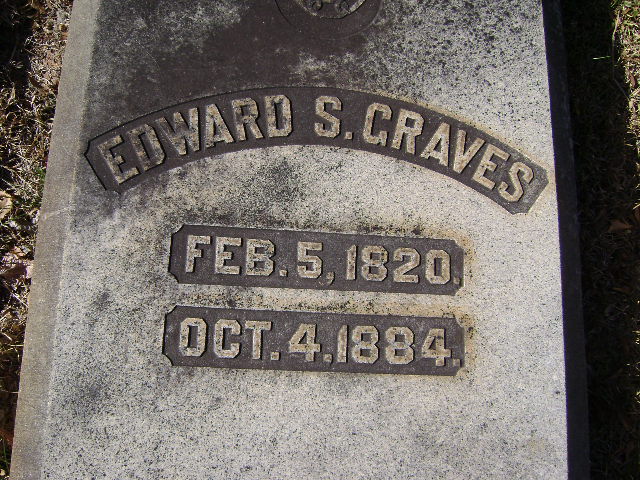 EDWARD S. GRAVES
FEB. 5, 1820.
OCT. 4. 1884.